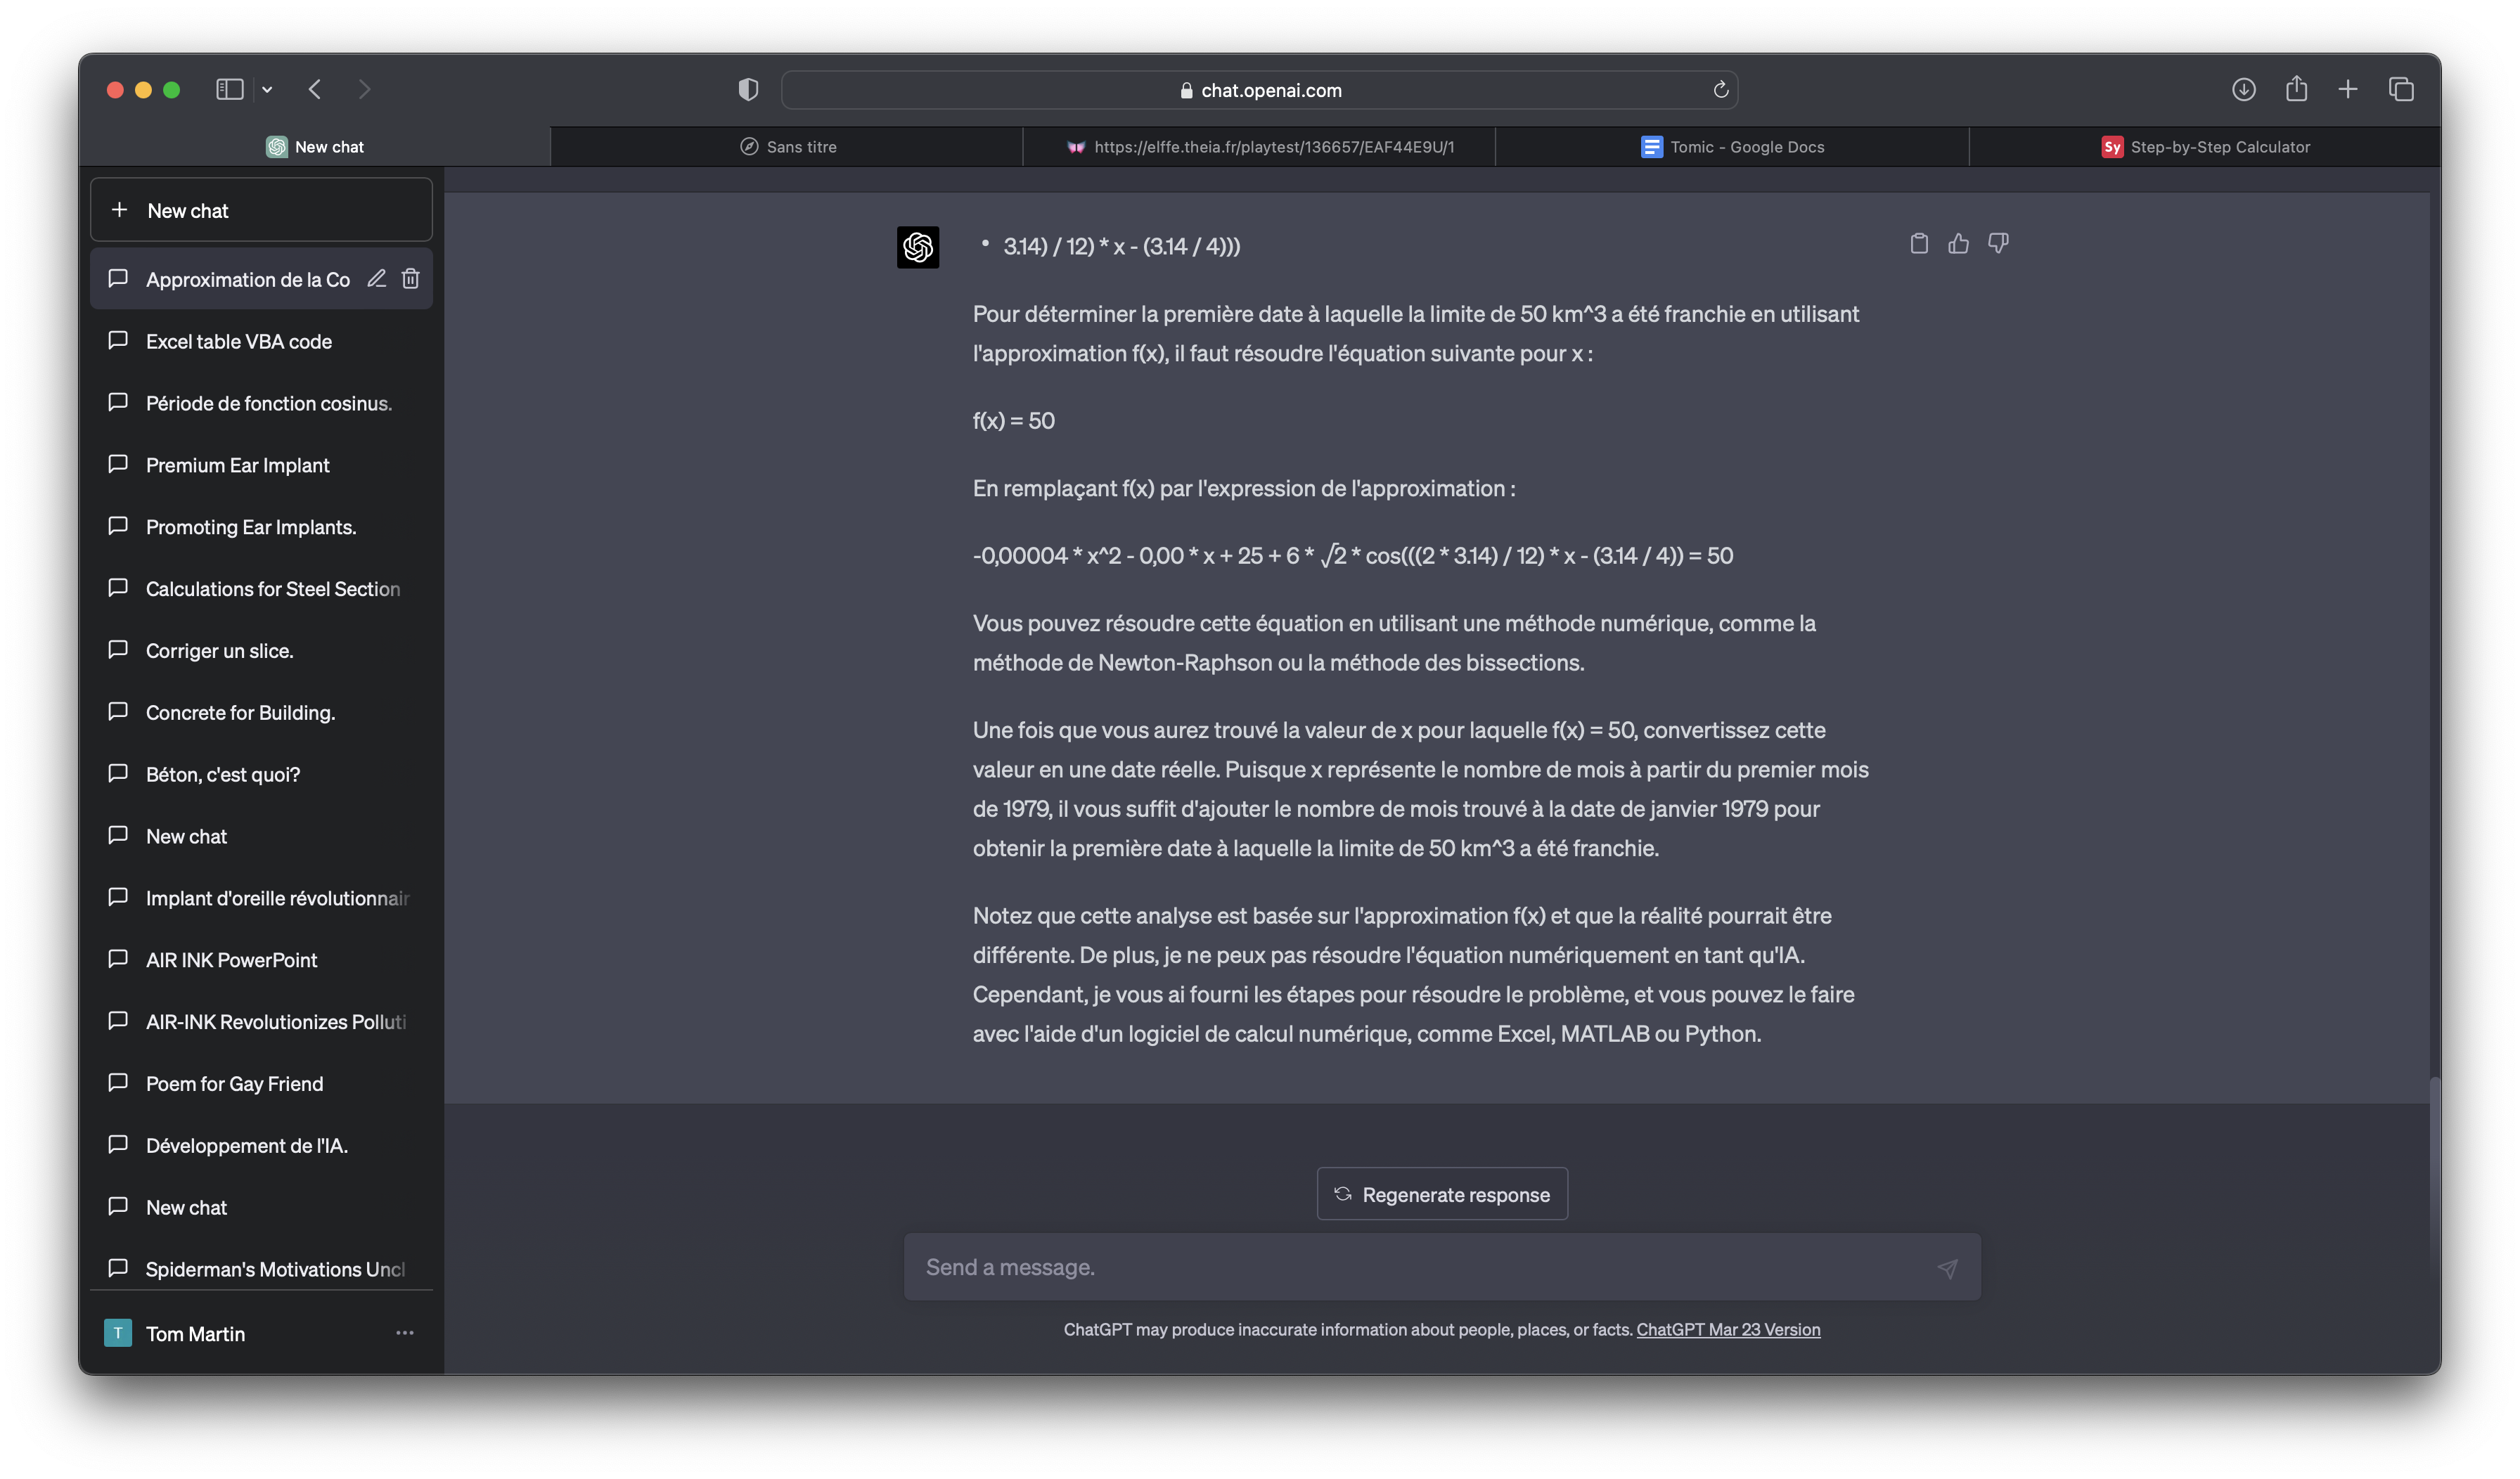 chat.openai.com
New chat
Sans titre
https://elffe.theia.fr/playtest/136657/EAF44E9U/1
Tomic - Google Docs
Sy Step-by-Step Calculator
New chat
Approximation de la Co
Excel table VBA code
Période de fonction cosinus.
Premium Ear Implant
Promoting Ear Implants.
Calculations for Steel Section
Corriger un slice.
Concrete for Building.
Béton, c'est quoi?
New chat
Implant d'oreille révolutionnair
AIR INK PowerPoint
AIR-INK Revolutionizes Polluti
Poem for Gay Friend
Développement de l'IA.
New chat
Spiderman's Motivations Uncl
T Tom Martin
• 3.14) / 12) * x - (3.14 / 4)))
Pour déterminer la première date à laquelle la limite de 50 km^3 a été franchie en utilisant
l'approximation f(x), il faut résoudre l'équation suivante pour x :
f(x) = 50
En remplaçant f(x) par l'expression de l'approximation :
-0,00004 * x^2 - 0,00 * x + 25 + 6 * √2 * cos(((2 * 3.14) / 12) * x - (3.14 / 4)) = 50
Vous pouvez résoudre cette équation en utilisant une méthode numérique, comme la
méthode de Newton-Raphson ou la méthode des bissections.
Une fois que vous aurez trouvé la valeur de x pour laquelle f(x) = 50, convertissez cette
valeur en une date réelle. Puisque x représente le nombre de mois à partir du premier mois
de 1979, il vous suffit d'ajouter le nombre de mois trouvé à la date de janvier 1979 pour
obtenir la première date à laquelle la limite de 50 km^3 a été franchie.
Notez que cette analyse est basée sur l'approximation f(x) et que la réalité pourrait être
différente. De plus, je ne peux pas résoudre l'équation numériquement en tant qu'IA.
Cependant, je vous ai fourni les étapes pour résoudre le problème, et vous pouvez le faire
avec l'aide d'un logiciel de calcul numérique, comme Excel, MATLAB ou Python.
Regenerate response
Send a message.
ChatGPT may produce inaccurate information about people, places, or facts. ChatGPT Mar 23 Version